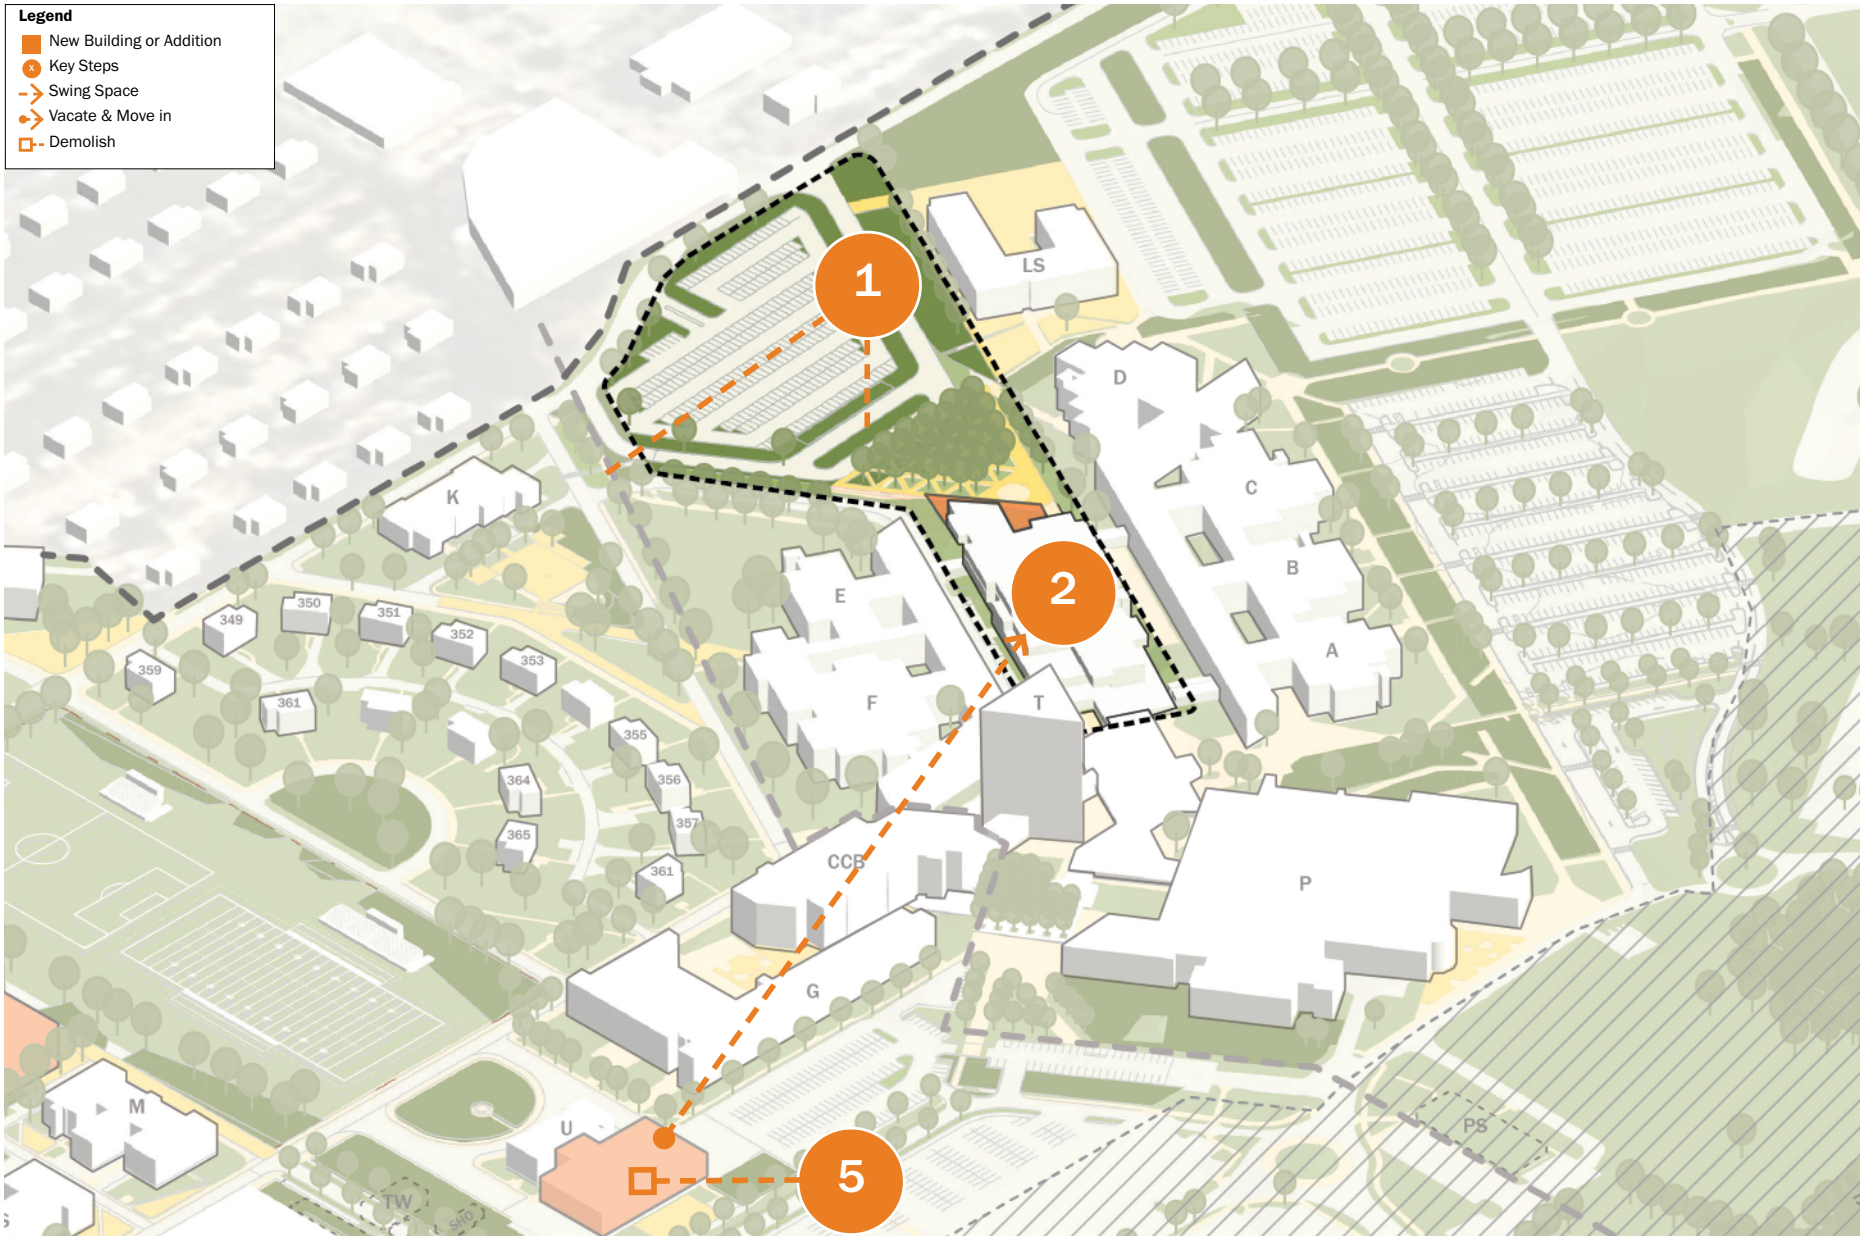 Legend
New Building or Addition
x Key Steps
Swing Space
Vacate & Move in
Demolish
1
LS
D
K
C
2
E
B
349
350
351
352
353
359
A
361
F
T
355
364
356
365
357
CCB
361
P
G
M
U
PS
5
TW
SHO
S